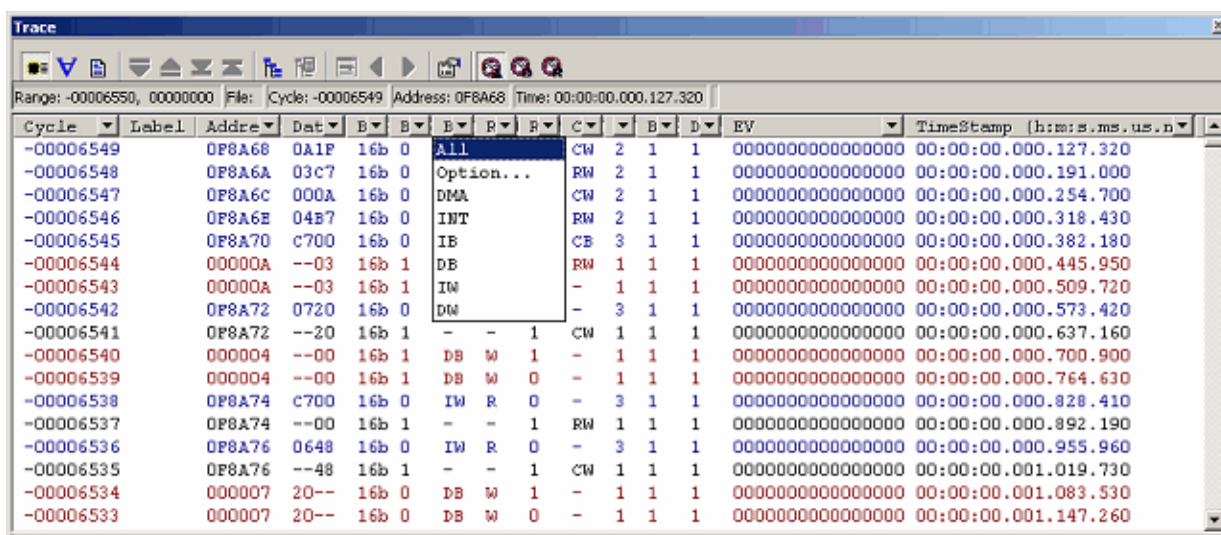 Trace
Range: -00006550, 00000000 File: Cycle: -00006549 Address: 0F8A68 Time: 00:00:00.000.127.320
Cycle Label Addre Dat B B B R R C B D EV TimeStamp (h:m:s.ms.us.n
-00006549 0F8A68 0A1F 16b 0 All CW 2 1 1 0000000000000000 00:00:00.000.127.320
-00006548 0F8A6A 03C7 16b 0 Option... RW 2 1 1 0000000000000000 00:00:00.000.191.000
-00006547 0F8A6C 000A 16b 0 DMA CW 2 1 1 0000000000000000 00:00:00.000.254.700
-00006546 0F8A6E 04B7 16b 0 INT RW 2 1 1 0000000000000000 00:00:00.000.318.430
-00006545 0F8A70 C700 16b 0 IB CB 3 1 1 0000000000000000 00:00:00.000.382.180
-00006544 00000A --03 16b 1 DB RW 1 1 1 0000000000000000 00:00:00.000.445.950
-00006543 00000A --03 16b 1 IW - 1 1 1 0000000000000000 00:00:00.000.509.720
-00006542 0F8A72 0720 16b 0 DW - 3 1 1 0000000000000000 00:00:00.000.573.420
-00006541 0F8A72 --20 16b 1 - - 1 CW 1 1 1 0000000000000000 00:00:00.000.637.160
-00006540 000004 --00 16b 1 DB W 1 - 1 1 1 0000000000000000 00:00:00.000.700.900
-00006539 000004 --00 16b 1 DB W 0 - 1 1 1 0000000000000000 00:00:00.000.764.630
-00006538 0F8A74 C700 16b 0 IW R 0 - 3 1 1 0000000000000000 00:00:00.000.828.410
-00006537 0F8A74 --00 16b 1 - - 1 RW 1 1 1 0000000000000000 00:00:00.000.892.190
-00006536 0F8A76 0648 16b 0 IW R 0 - 3 1 1 0000000000000000 00:00:00.000.955.960
-00006535 0F8A76 --48 16b 1 - - 1 CW 1 1 1 0000000000000000 00:00:00.001.019.730
-00006534 000007 20-- 16b 0 DB W 1 - 1 1 1 0000000000000000 00:00:00.001.083.530
-00006533 000007 20-- 16b 0 DB W 0 - 1 1 1 0000000000000000 00:00:00.001.147.260